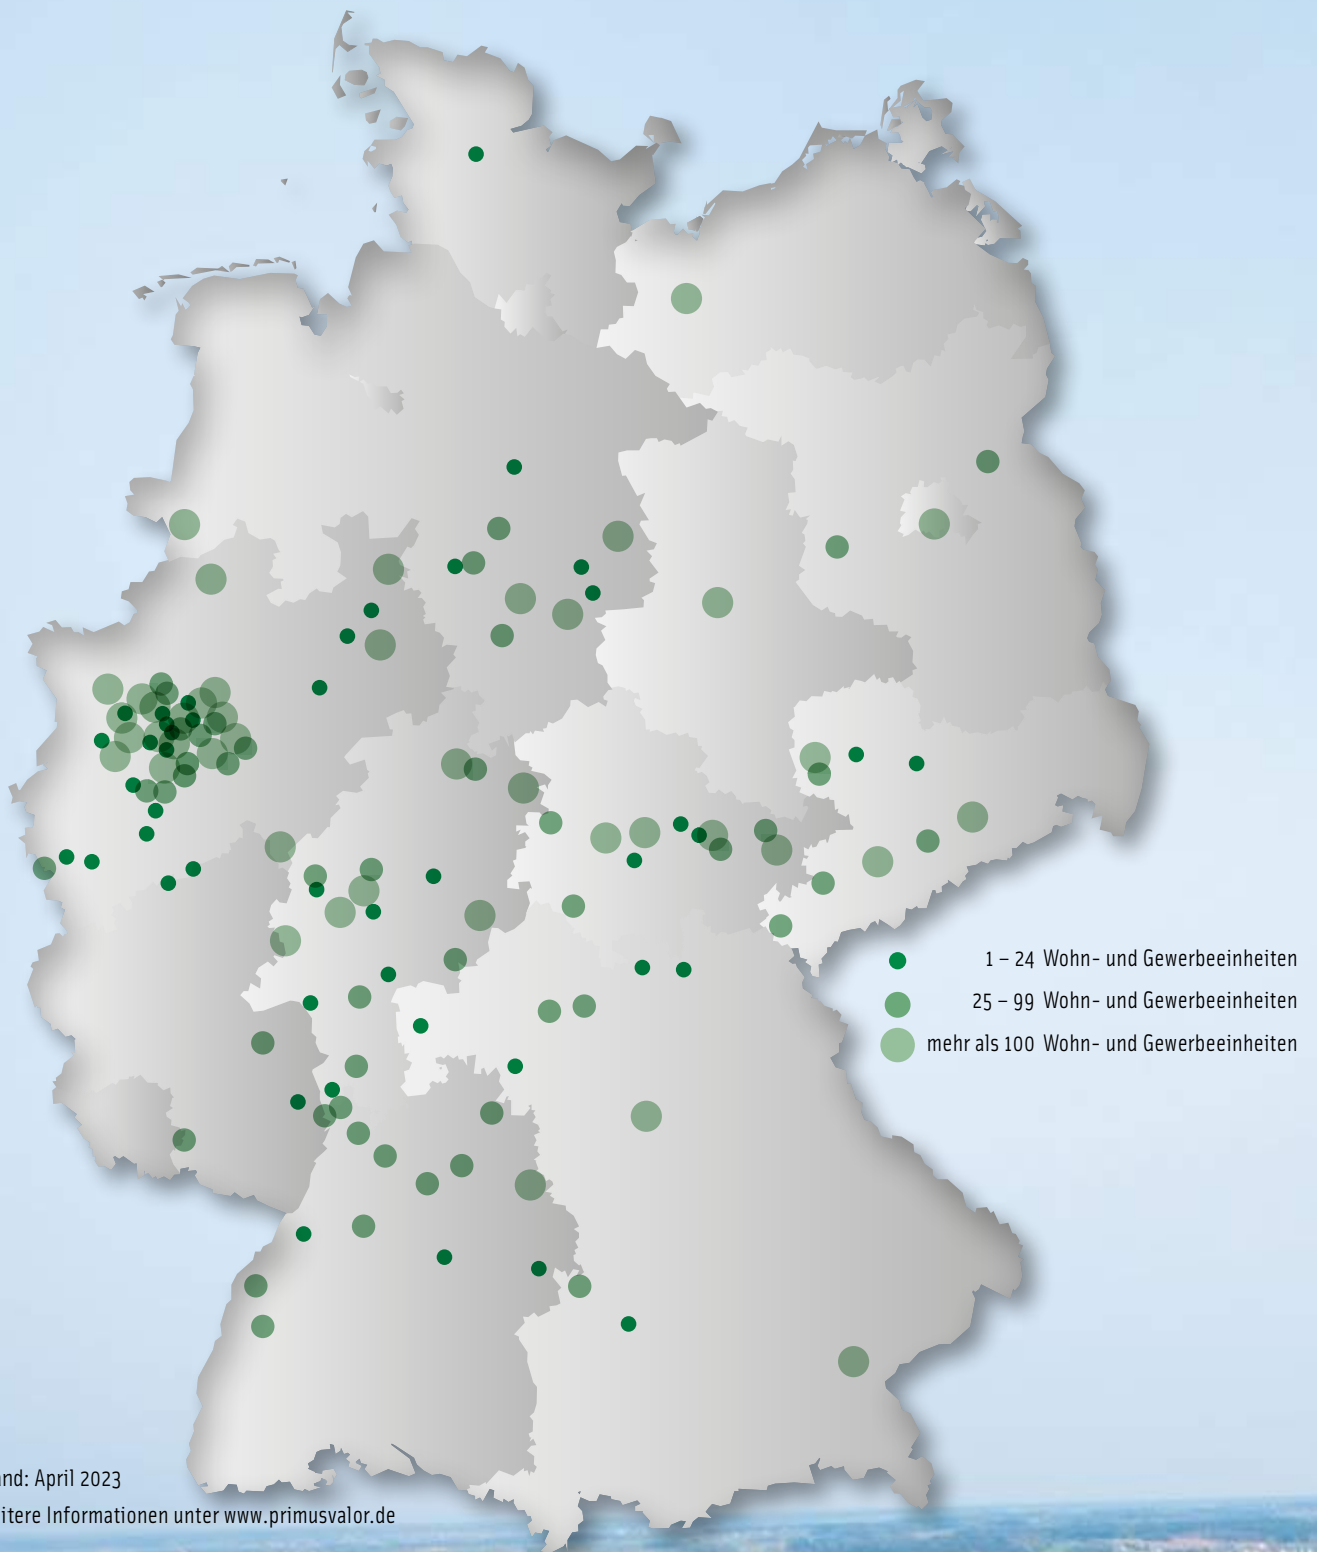 1 – 24 Wohn- und Gewerbeeinheiten
25 – 99 Wohn- und Gewerbeeinheiten
mehr als 100 Wohn- und Gewerbeeinheiten
and: April 2023
itere Informationen unter www.primusvalor.de